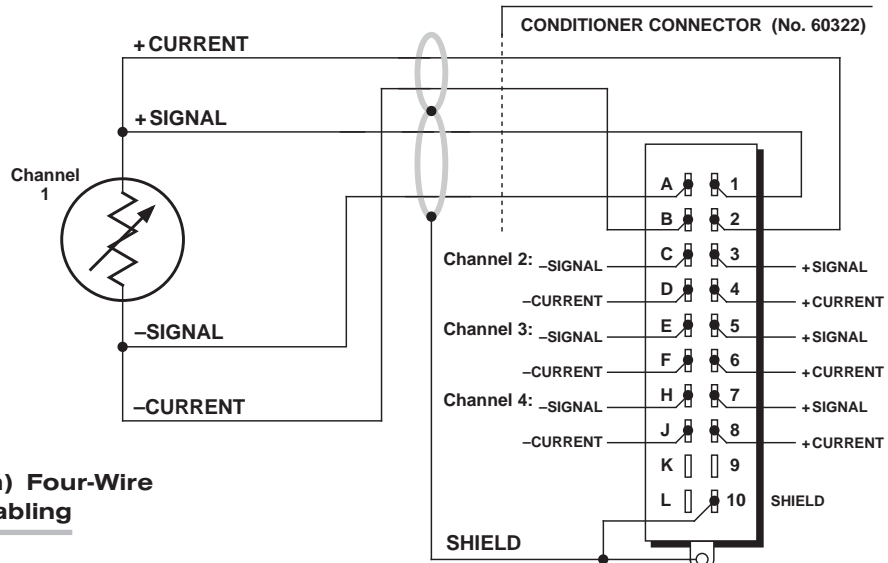 CONDITIONER CONNECTOR (No. 60322)
+CURRENT
+SIGNAL
Channel
1
A 1
B 2
Channel 2: –SIGNAL C 3 +SIGNAL
–CURRENT D 4 +CURRENT
Channel 3: –SIGNAL E 5 +SIGNAL
–CURRENT F 6 +CURRENT
Channel 4: –SIGNAL H 7 +SIGNAL
–CURRENT J 8 +CURRENT
K 9
L 10 SHIELD
–SIGNAL
–CURRENT
) Four-Wire
abling
SHIELD